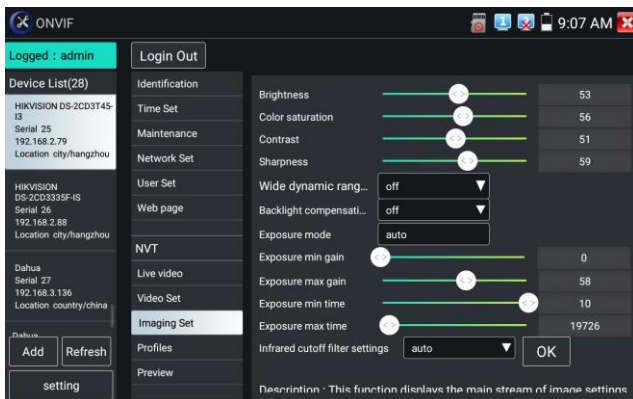 ONVIF
9:07 AM
Logged : admin
Login Out
Device List(28)
HIKVISION DS-2CD3T45-
I3
Serial 25
192.168.2.79
Location city/hangzhou
HIKVISION
DS-2CD3335F-IS
Serial 26
192.168.2.88
Location city/hangzhou
Dahua
Serial 27
192.168.3.136
Location country/china
Dahua
Add
Refresh
setting
Identification
Time Set
Maintenance
Network Set
User Set
Web page
NVT
Live video
Video Set
Imaging Set
Profiles
Preview
Brightness 53
Color saturation 56
Contrast 51
Sharpness 59
Wide dynamic rang... off
Backlight compensati... off
Exposure mode auto
Exposure min gain 0
Exposure max gain 58
Exposure min time 10
Exposure max time 19726
Infrared cutoff filter settings auto OK
Description : This function displays the main stream of image settings